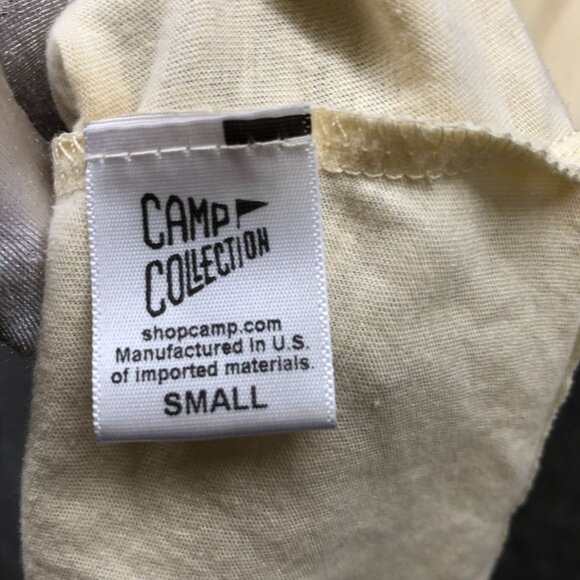 CAMP
COLLECTION
shopcamp.com
Manufactured in U.S.
of imported materials.
SMALL